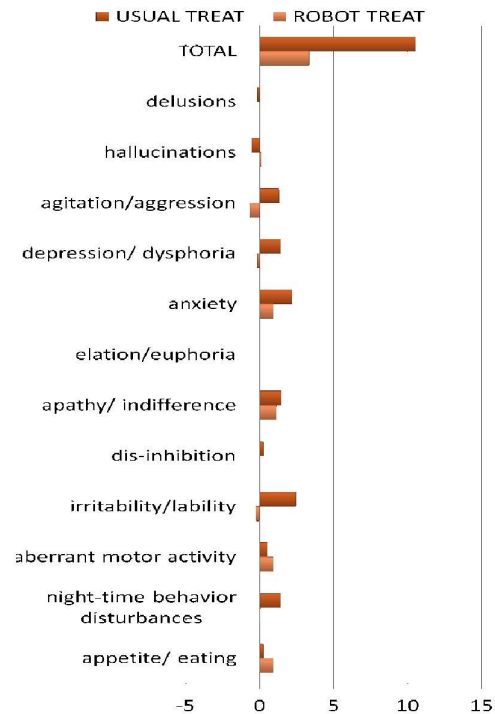 USUAL TREAT ROBOT TREAT
TOTAL
delusions
hallucinations
agitation/aggression
depression/ dysphoria
anxiety
elation/euphoria
apathy/ indifference
dis-inhibition
irritability/lability
aberrant motor activity
night-time behavior
disturbances
appetite/ eating
-5 0 5 10 15